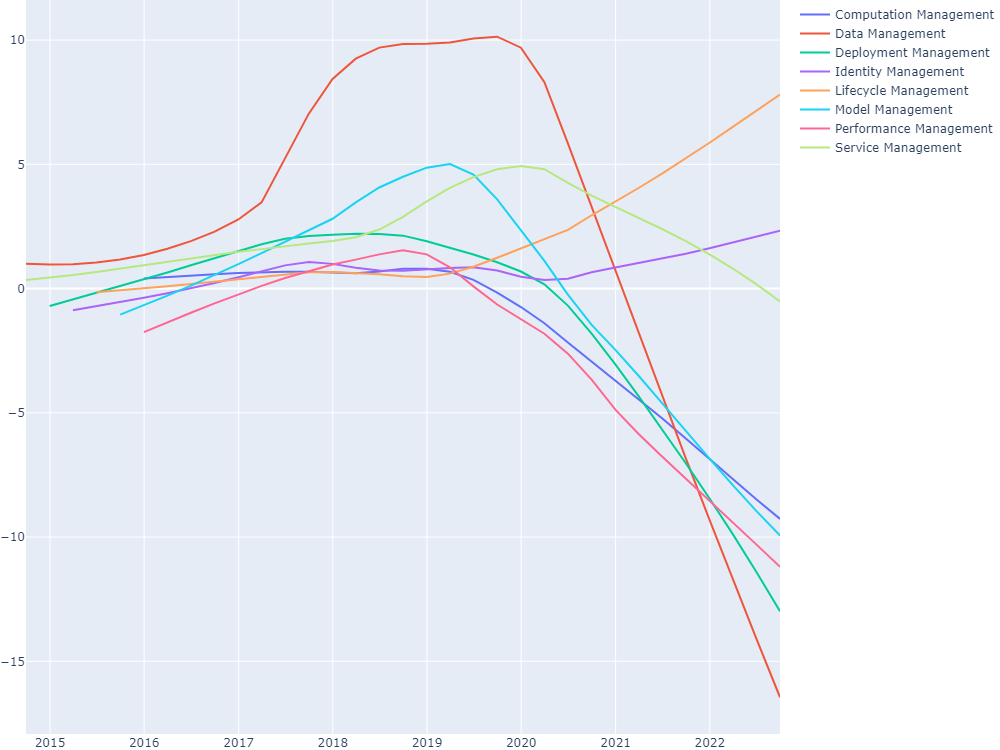 Computation Management
Data Management
Deployment Management
Identity Management
Lifecycle Management
Model Management
Performance Management
Service Management
10
5
0
−5
−10
−15
2015 2016 2017 2018 2019 2020 2021 2022